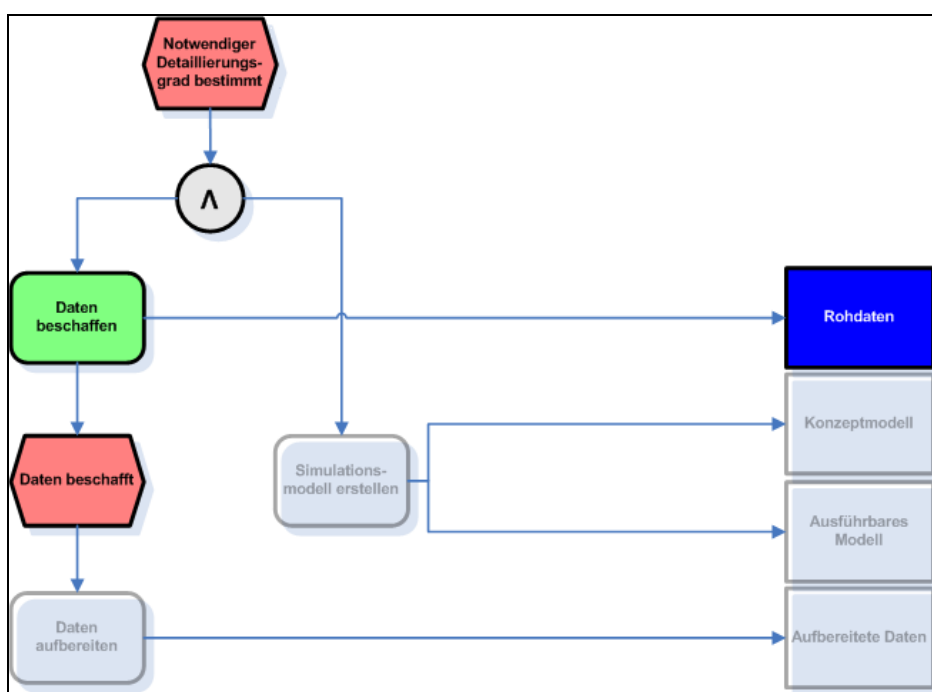 Notwendiger
Detaillierungs-
grad bestimmt
∧
Daten
beschaffen
Rohdaten
Konzeptmodell
Daten beschafft
Simulations-
modell erstellen
Ausführbares
Modell
Daten
aufbereiten
Aufbereitete Daten